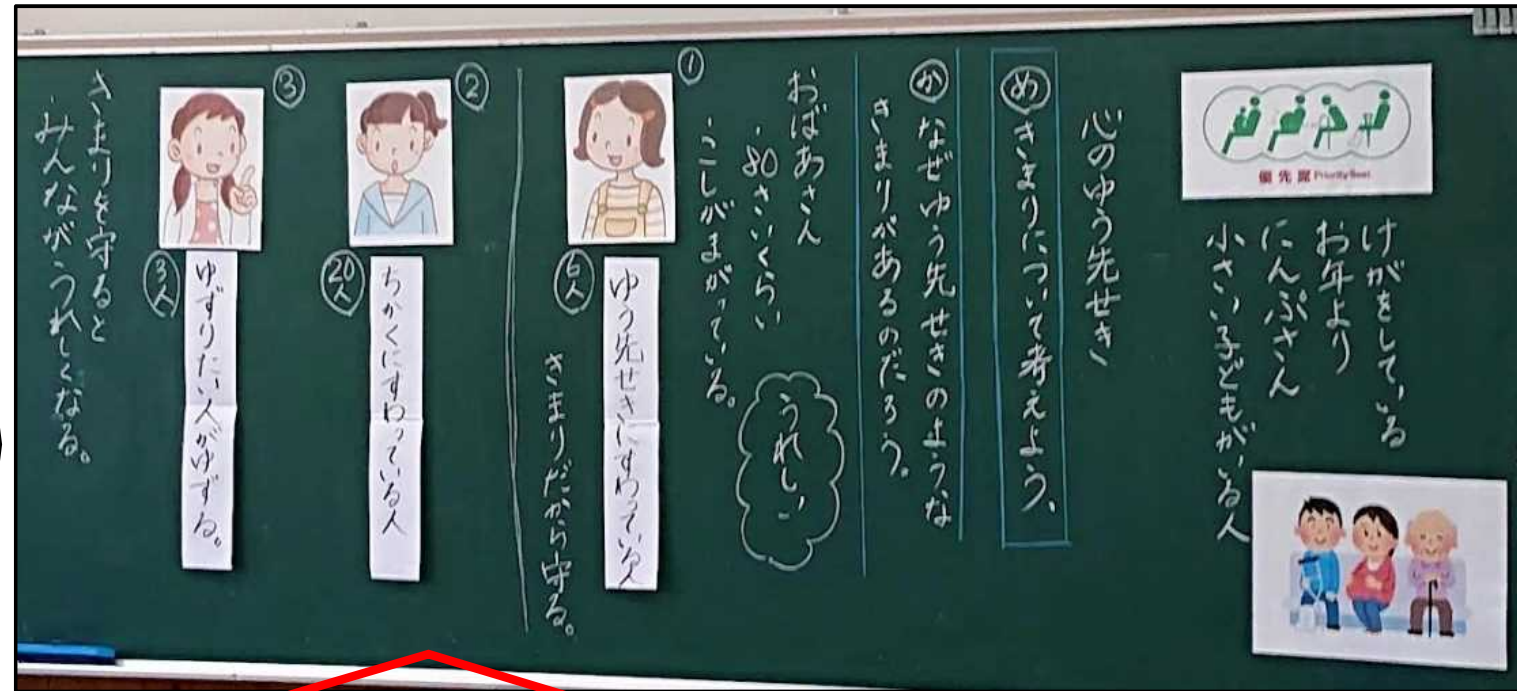 優先席 Priority Seat
けがをしている
お年より
にんぷさん
小さい子どもがいる人
心のゆう先せき
め きまりについて考えよう。
か なぜゆう先せきのような
きまりがあるのだろう。
おばあさん
・80さいくらい
・こしがまがっている。
うれしい
①
6人
ゆう先せきにすわっている人
きまりだから守る。
②
20人
ちかくにすわっている人
③
3人
ゆずりたい人がゆずる。
きまりを守ると
・みんながうれしくなる。